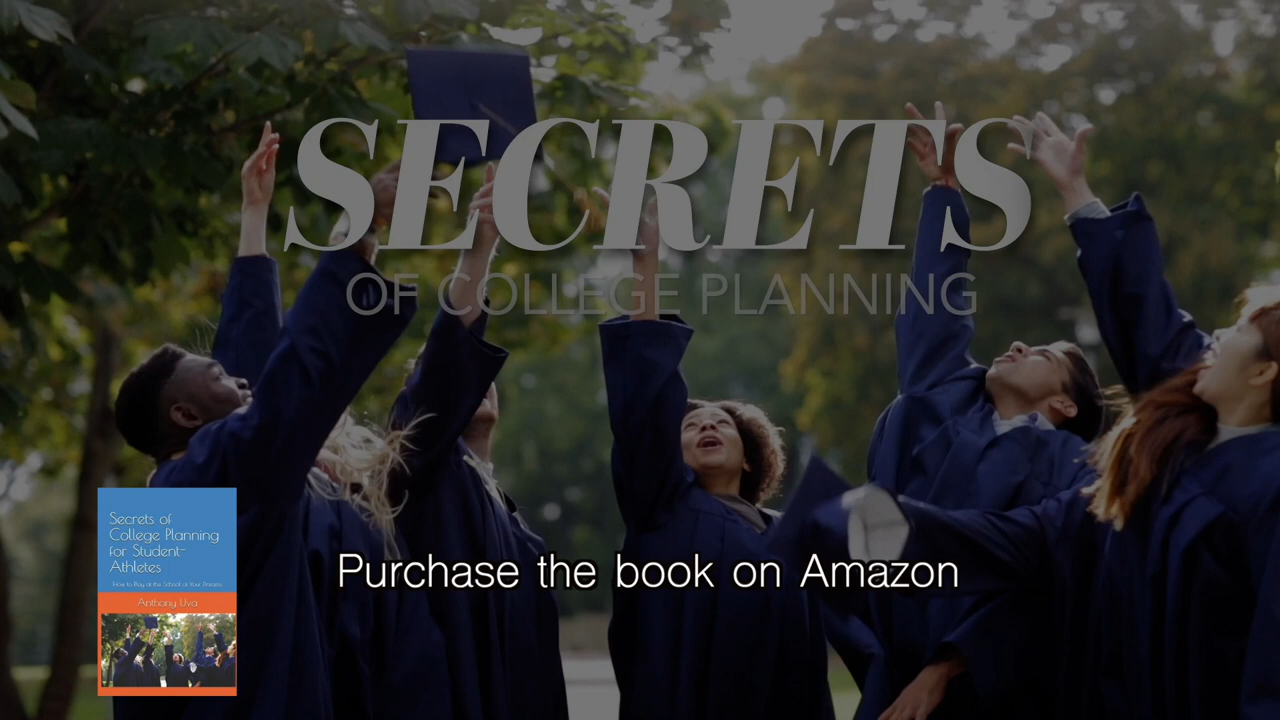 SECRETS
OF COLLEGE PLANNING
Secrets of
College Planning
for Student-
Athletes
How to Play at the School of Your Dreams
Anthony Uva
Purchase the book on Amazon